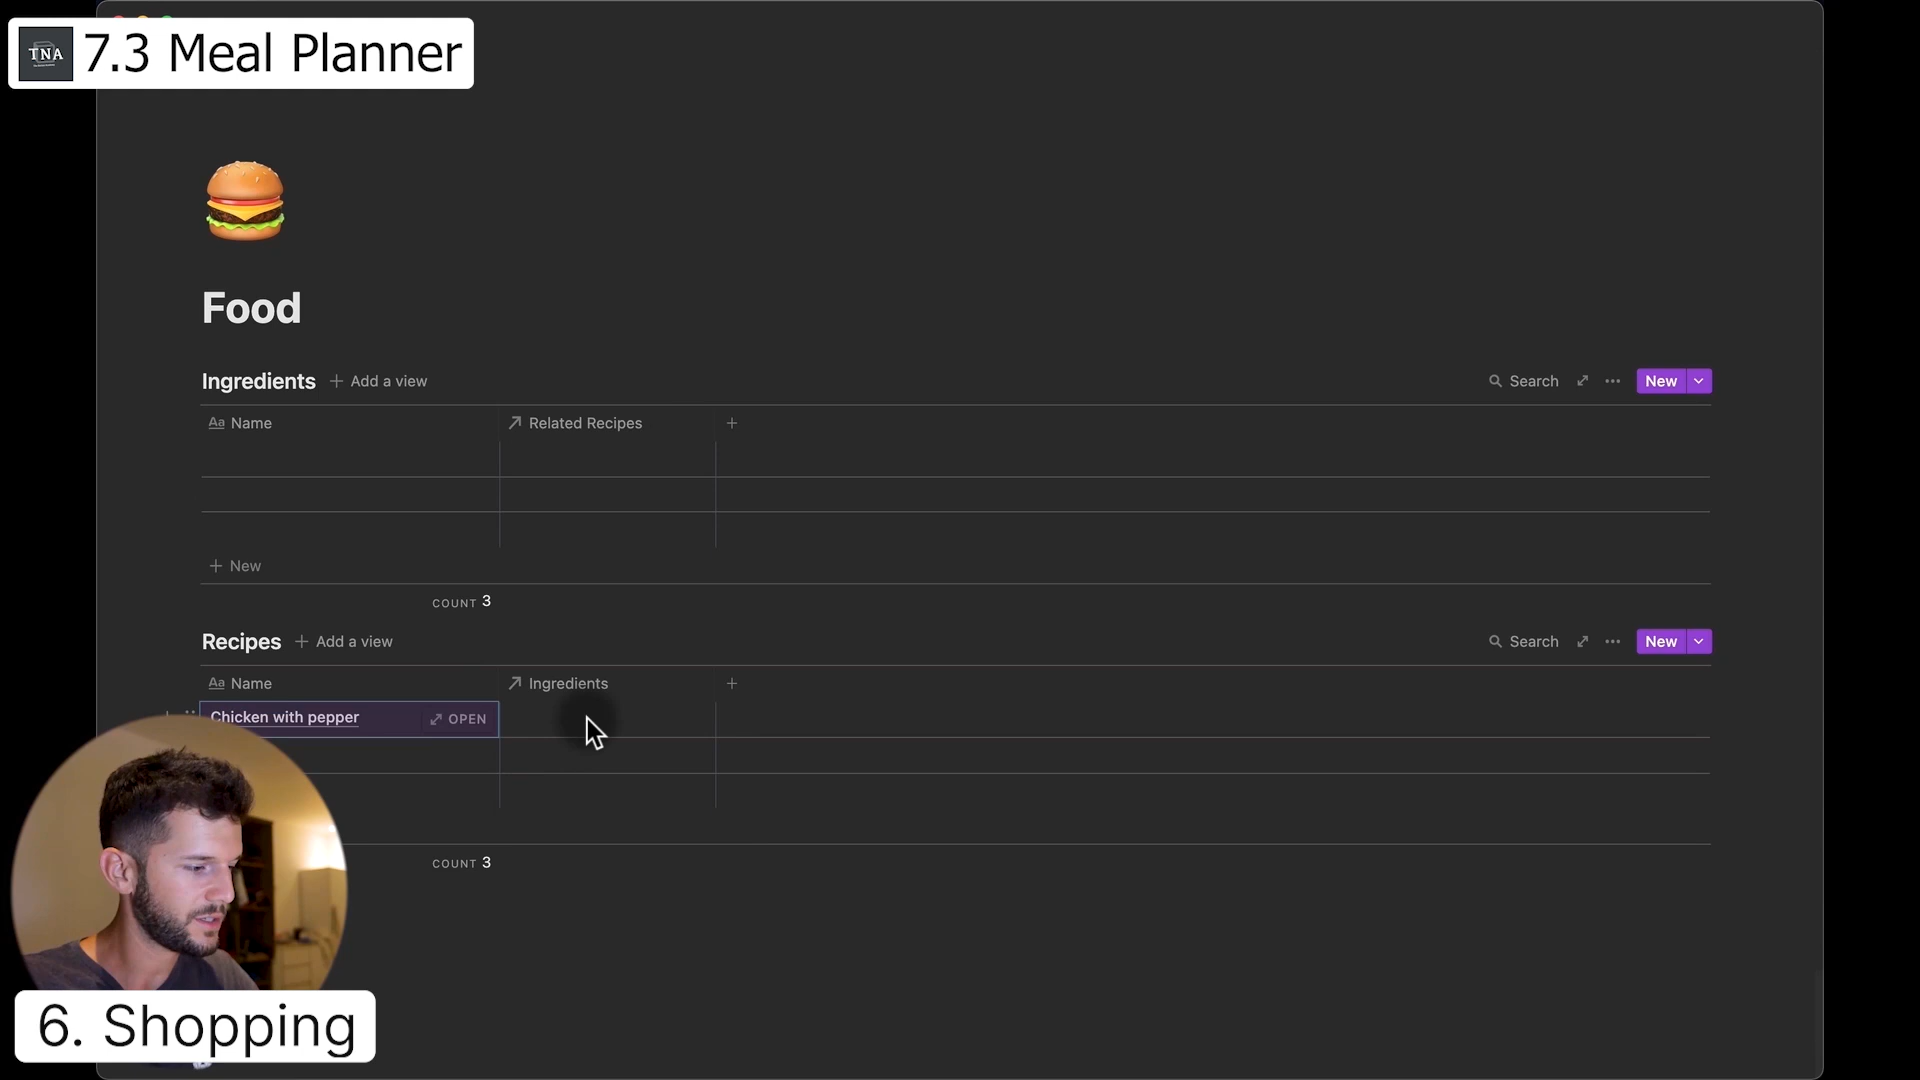 TNA
7.3 Meal Planner
Food
Ingredients + Add a view
Search
New
Aa Name
Related Recipes
+
+ New
COUNT 3
Recipes + Add a view
Search
New
Aa Name
Ingredients
+
Chicken with pepper
OPEN
COUNT 3
6. Shopping